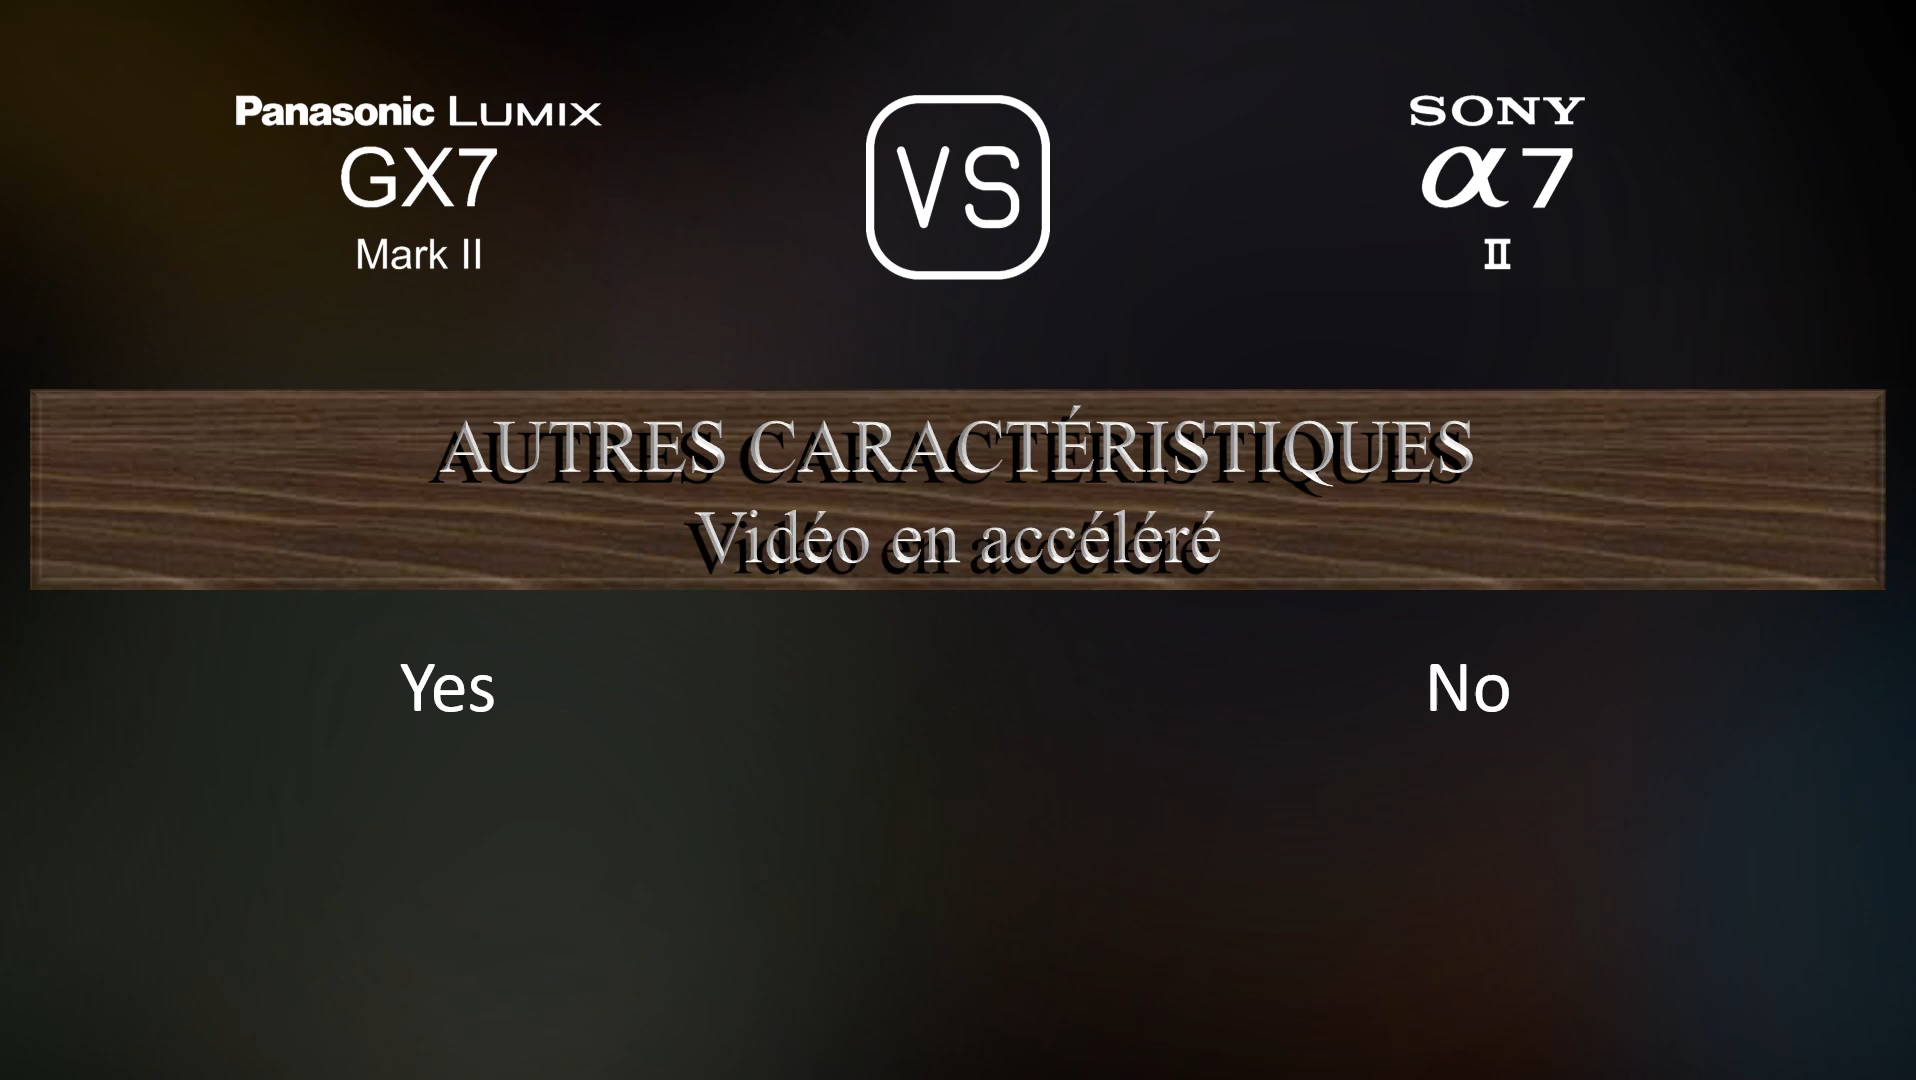 Panasonic LUMIX
GX7
Mark II
VS
SONY
α7
II
AUTRES CARACTÉRISTIQUES
Vidéo en accéléré
Yes
No